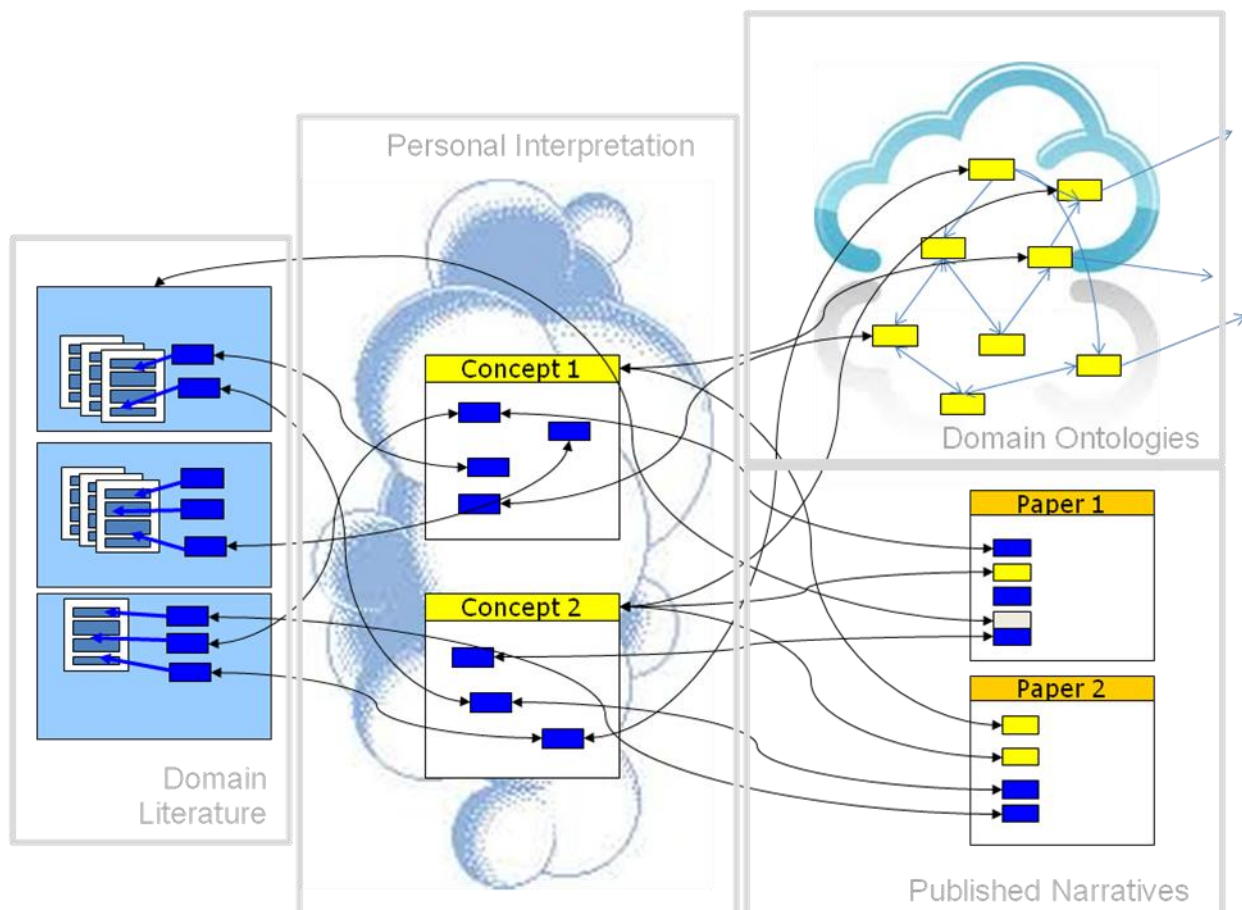 Personal Interpretation
Concept 1
Concept 2
Domain
Literature
Domain Ontologies
Paper 1
Paper 2
Published Narratives